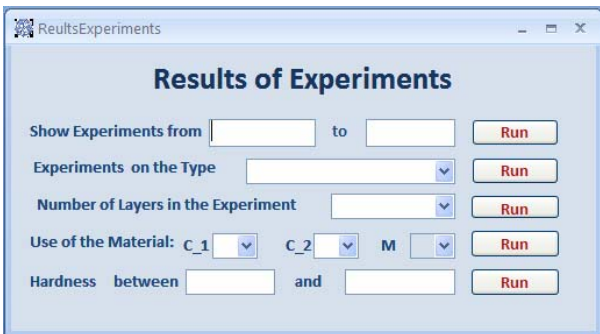 ReultsExperiments
Results of Experiments
Show Experiments from to Run
Experiments on the Type Run
Number of Layers in the Experiment Run
Use of the Material: C_1 C_2 M Run
Hardness between and Run